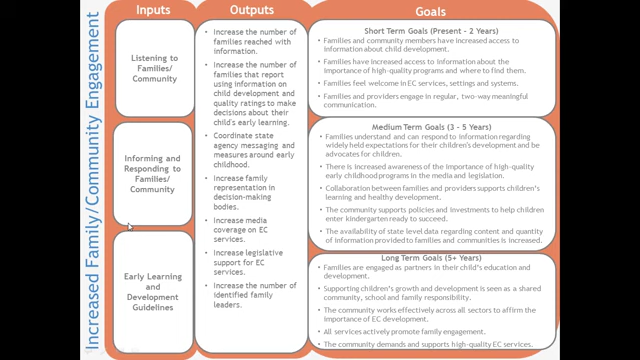 Increased Family/Community Engagement
Inputs
Listening to
Families/
Community
Informing and
Responding to
Families/
Community
Early Learning
and
Development
Guidelines
Outputs
• Increase the number of
families reached with
information.
• Increase the number of
families that report
using information on
child development and
quality ratings to make
decisions about their
child's early learning.
• Coordinate state
agency messaging and
measures around early
childhood.
• Increase family
representation in
decision-making
bodies.
• Increase media
coverage on EC
services.
• Increase legislative
support for EC
services.
• Increase the number of
identified family
leaders.
Goals
Short Term Goals (Present - 2 Years)
• Families and community members have increased access to
information about child development.
• Families have increased access to information about the
importance of high-quality programs and where to find them.
• Families feel welcome in EC services, settings and systems.
• Families and providers engage in regular, two-way meaningful
communication.
Medium Term Goals (3 - 5 Years)
• Families understand and can respond to information regarding
widely held expectations for their children's development and be
advocates for children.
• There is increased awareness of the importance of high-quality
early childhood programs in the media and legislation.
• Collaboration between families and providers supports children's
learning and healthy development.
• The community supports policies and investments to help children
enter kindergarten ready to succeed.
• The availability of state level data regarding content and quantity
of information provided to families and communities is increased.
Long Term Goals (5+ Years)
• Families are engaged as partners in their child's education and
development.
• Supporting children's growth and development is seen as a shared
community, school and family responsibility.
• The community works effectively across all sectors to affirm the
importance of EC development.
• All services actively promote family engagement.
• The community demands and supports high-quality EC services.